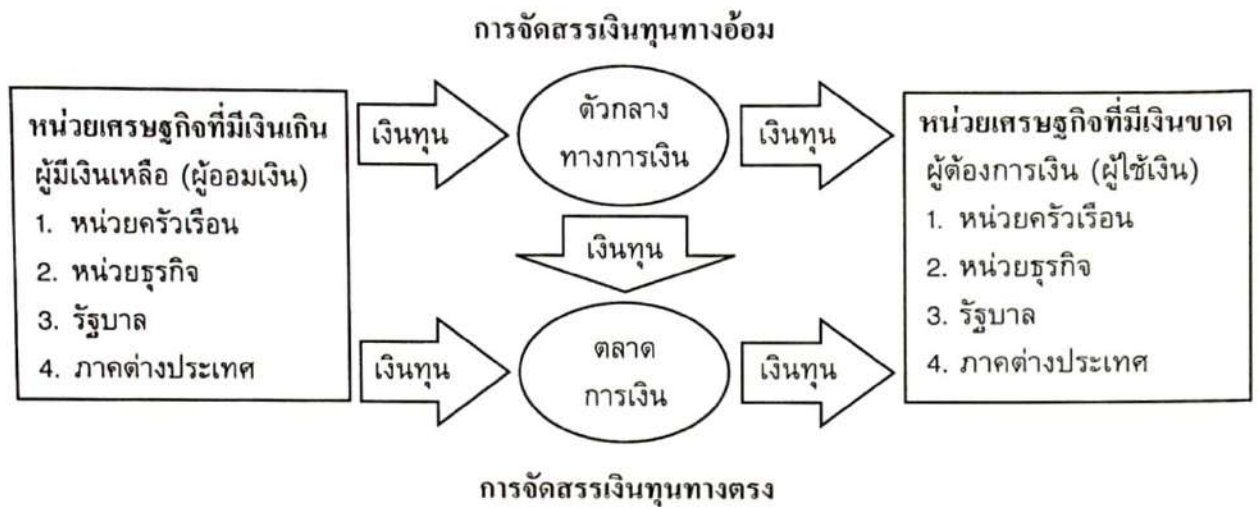 การจัดสรรเงินทุนทางอ้อม
หน่วยเศรษฐกิจที่มีเงินเกิน
ผู้มีเงินเหลือ (ผู้ออมเงิน)
1. หน่วยครัวเรือน
2. หน่วยธุรกิจ
3. รัฐบาล
4. ภาคต่างประเทศ
เงินทุน
ตัวกลาง
ทางการเงิน
เงินทุน
เงินทุน
เงินทุน
ตลาด
การเงิน
เงินทุน
หน่วยเศรษฐกิจที่มีเงินขาด
ผู้ต้องการเงิน (ผู้ใช้เงิน)
1. หน่วยครัวเรือน
2. หน่วยธุรกิจ
3. รัฐบาล
4. ภาคต่างประเทศ
การจัดสรรเงินทุนทางตรง